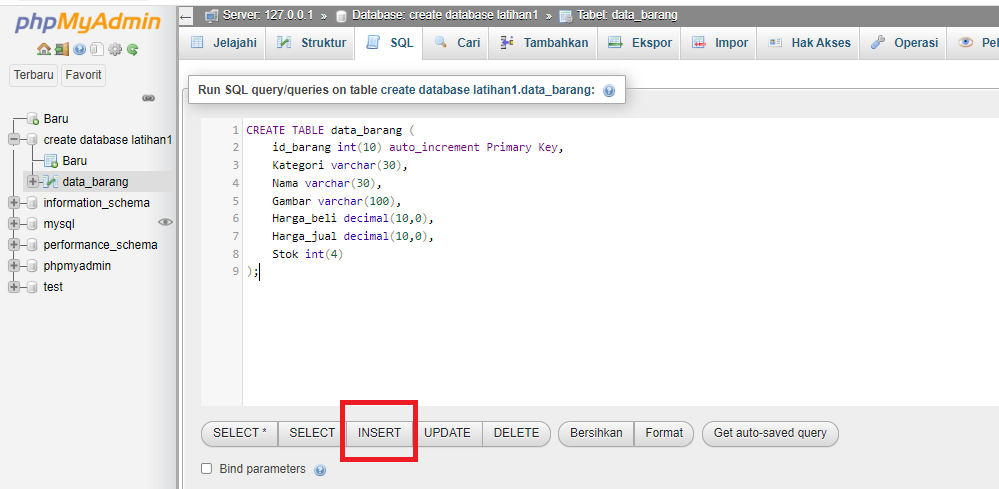 phpMyAdmin
Terbaru Favorit
Baru
create database latihan1
Baru
data_barang
information_schema
mysql
performance_schema
phpmyadmin
test
Server: 127.0.0.1 » Database: create database latihan1 » Tabel: data_barang
Jelajahi Struktur SQL Cari Tambahkan Ekspor Impor Hak Akses Operasi Pel
Run SQL query/queries on table create database latihan1.data_barang:
1 CREATE TABLE data_barang (
2 id_barang int(10) auto_increment Primary Key,
3 Kategori varchar(30),
4 Nama varchar(30),
5 Gambar varchar(100),
6 Harga_beli decimal(10,0),
7 Harga_jual decimal(10,0),
8 Stok int(4)
9 );
SELECT * SELECT INSERT UPDATE DELETE Bersihkan Format Get auto-saved query
Bind parameters